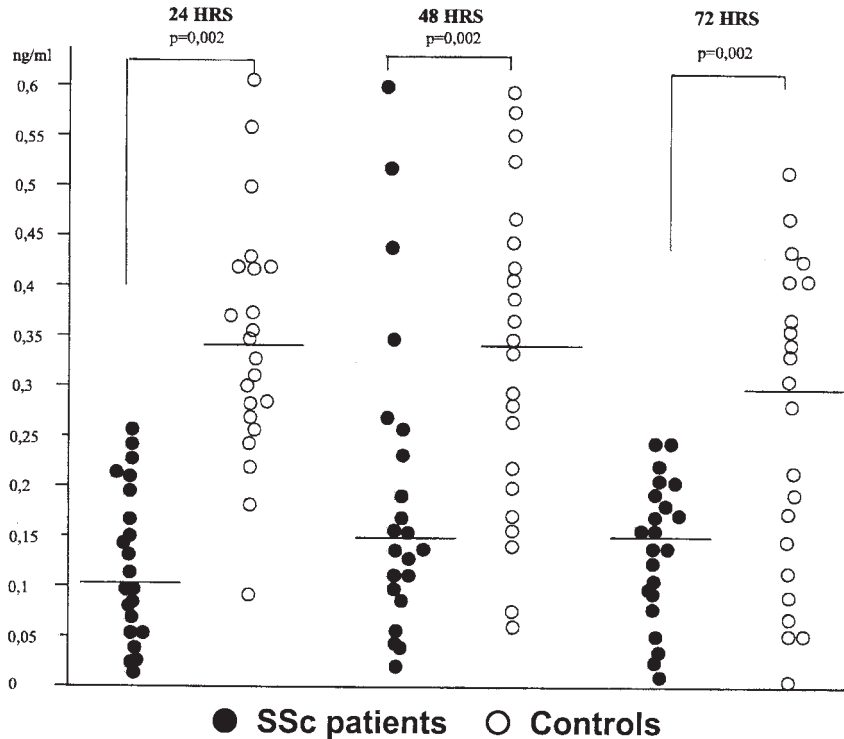 24 HRS
p=0,002
48 HRS
p=0,002
72 HRS
p=0,002
ng/ml
0,6
0,55
0,5
0,45
0,4
0,35
0,3
0,25
0,2
0,15
0,1
0,05
0
SSc patients
Controls